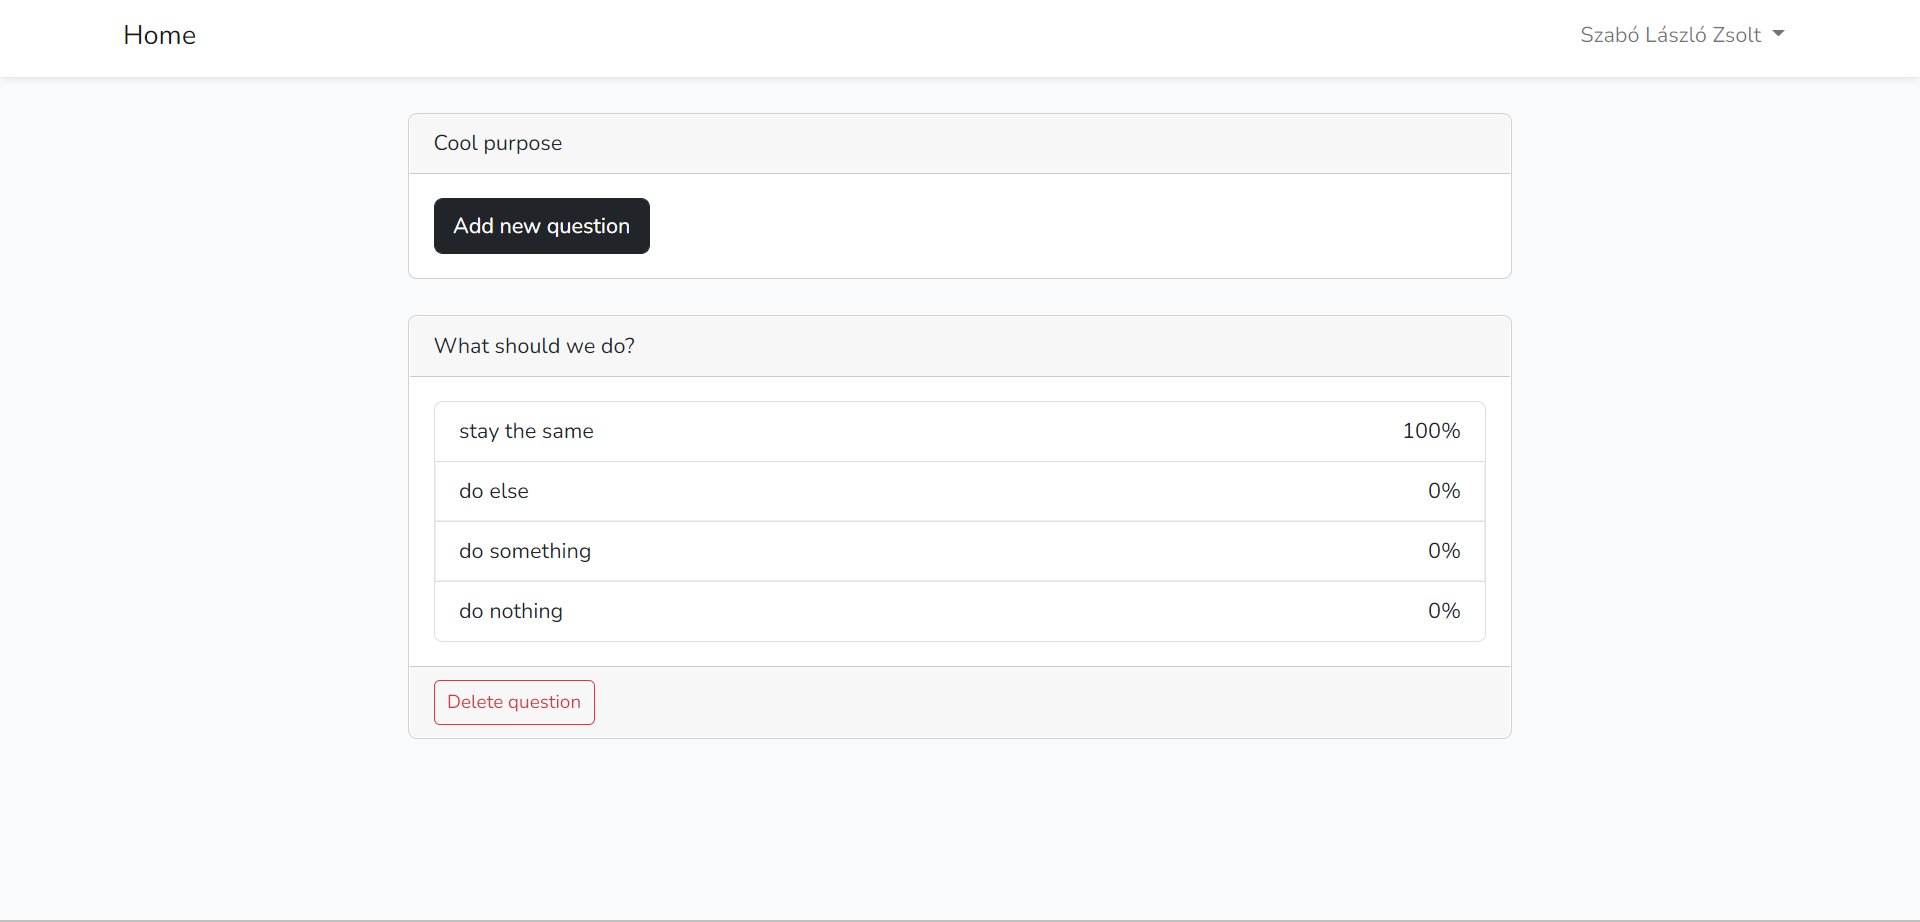 Home
Szabó László Zsolt
Cool purpose
Add new question
What should we do?
stay the same 100%
do else 0%
do something 0%
do nothing 0%
Delete question